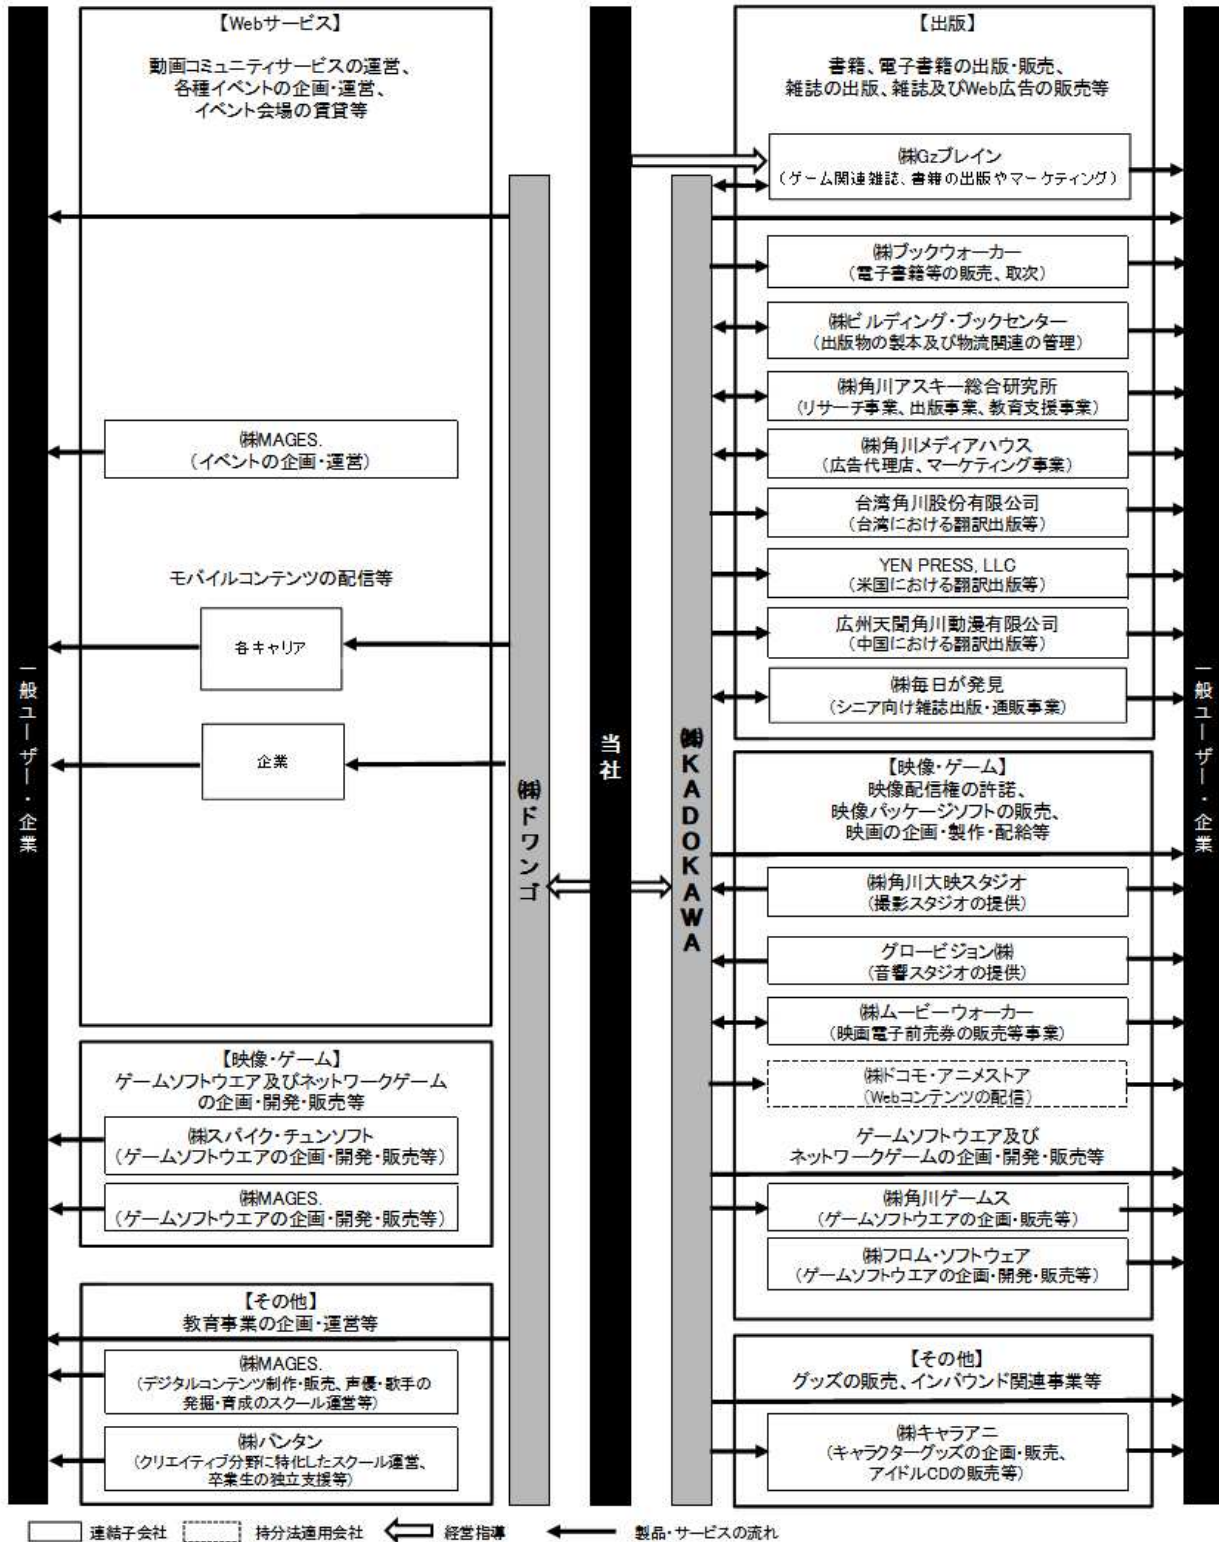 【Webサービス】
動画コミュニティサービスの運営、
各種イベントの企画・運営、
イベント会場の賃貸等
㈱MAGES.
(イベントの企画・運営)
モバイルコンテンツの配信等
各キャリア
企業
【映像・ゲーム】
ゲームソフトウエア及びネットワークゲーム
の企画・開発・販売等
㈱スパイク・チュンソフト
(ゲームソフトウエアの企画・開発・販売等)
㈱MAGES.
(ゲームソフトウエアの企画・開発・販売等)
【その他】
教育事業の企画・運営等
㈱MAGES.
(デジタルコンテンツ制作・販売、声優・歌手の
発掘・育成のスクール運営等)
㈱バンタン
(クリエイティブ分野に特化したスクール運営、
卒業生の独立支援等)
一般ユーザー・企業
㈱ドワンゴ
当社
㈱KADOKAWA
【出版】
書籍、電子書籍の出版・販売、
雑誌の出版、雑誌及びWeb広告の販売等
㈱Gzブレイン
(ゲーム関連雑誌、書籍の出版やマーケティング)
㈱ブックウォーカー
(電子書籍等の販売、取次)
㈱ビルディング・ブックセンター
(出版物の製本及び物流関連の管理)
㈱角川アスキー総合研究所
(リサーチ事業、出版事業、教育支援事業)
㈱角川メディアハウス
(広告代理店、マーケティング事業)
台湾角川股份有限公司
(台湾における翻訳出版等)
YEN PRESS, LLC
(米国における翻訳出版等)
広州天聞角川動漫有限公司
(中国における翻訳出版等)
㈱毎日が発見
(シニア向け雑誌出版・通販事業)
【映像・ゲーム】
映像配信権の許諾、
映像パッケージソフトの販売、
映画の企画・製作・配給等
㈱角川大映スタジオ
(撮影スタジオの提供)
グロービジョン㈱
(音響スタジオの提供)
㈱ムービーウォーカー
(映画電子前売券の販売等事業)
㈱ドコモ・アニメストア
(Webコンテンツの配信)
ゲームソフトウエア及び
ネットワークゲームの企画・開発・販売等
㈱角川ゲームス
(ゲームソフトウエアの企画・販売等)
㈱フロム・ソフトウェア
(ゲームソフトウエアの企画・開発・販売等)
【その他】
グッズの販売、インバウンド関連事業等
㈱キャラアニ
(キャラクターグッズの企画・販売、
アイドルCDの販売等)
一般ユーザー・企業
連結子会社 持分法適用会社 経営指導 製品・サービスの流れ